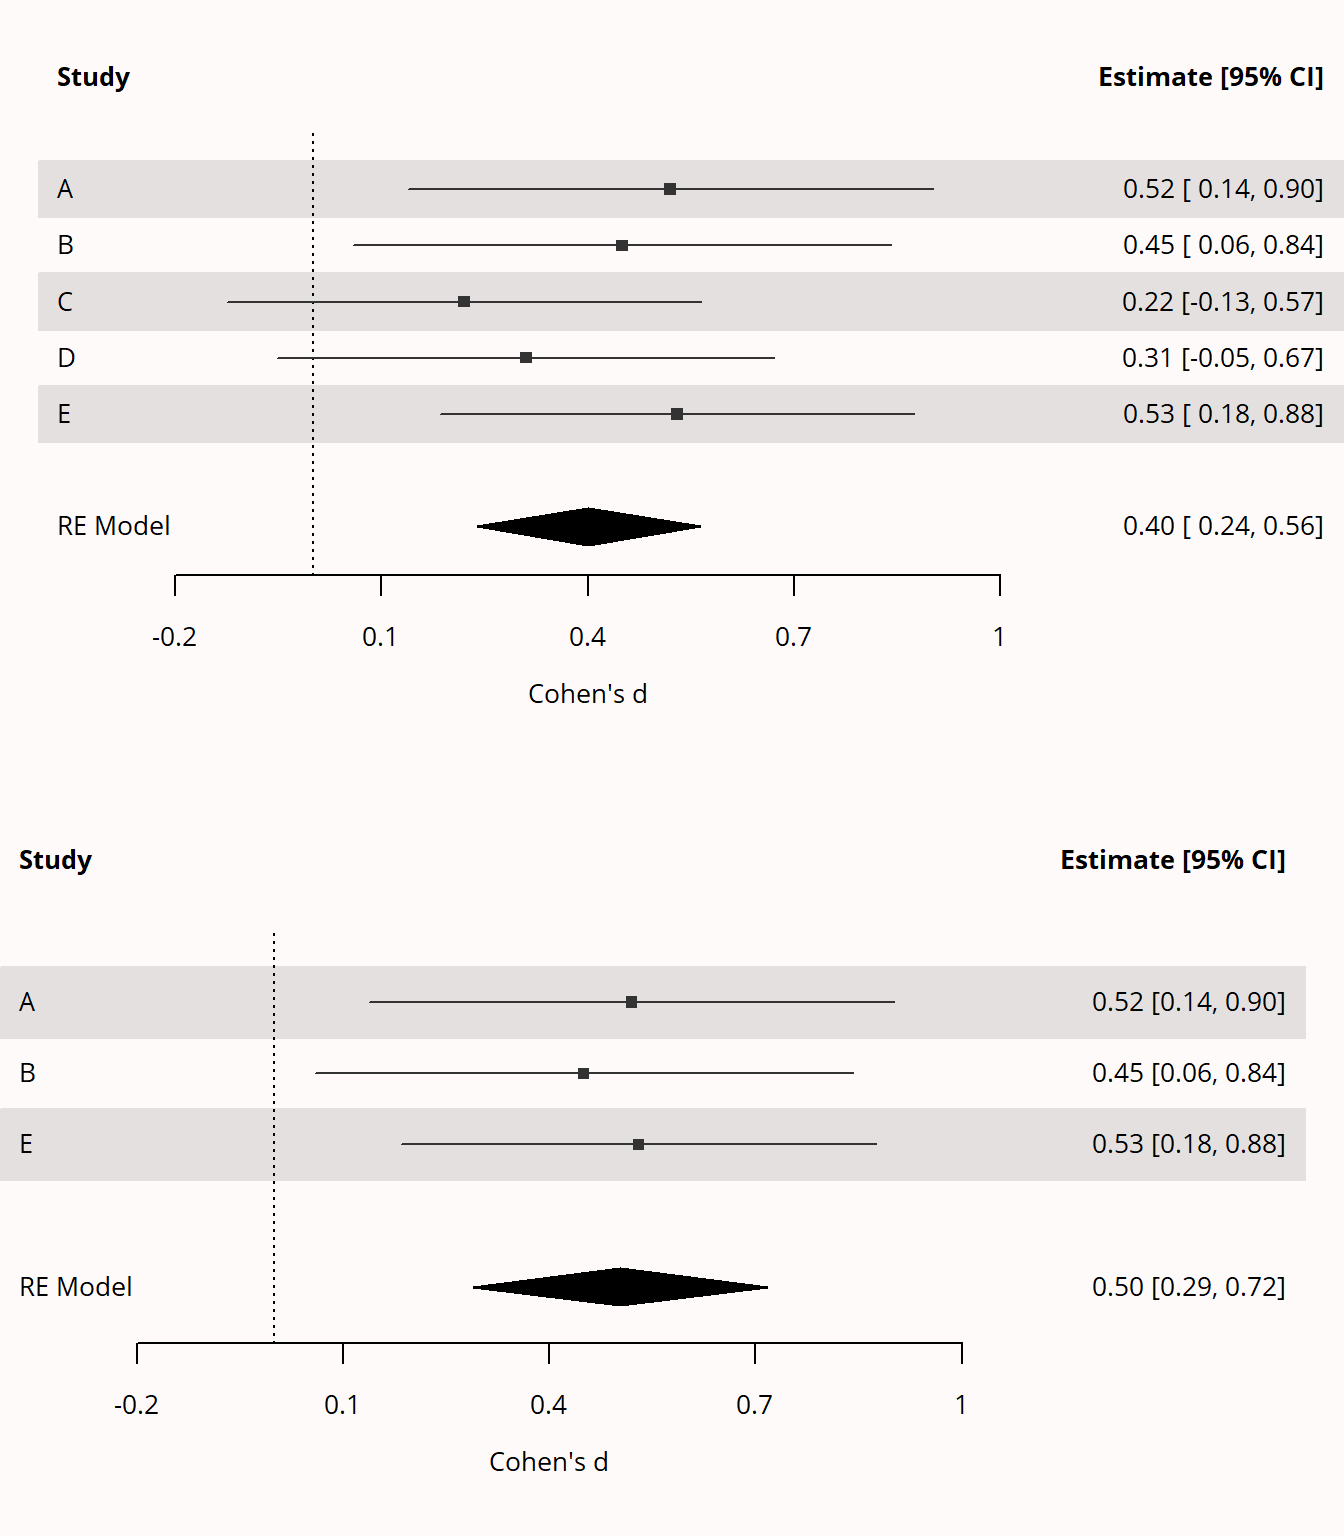 Study Estimate [95% CI]
A 0.52 [ 0.14, 0.90]
B 0.45 [ 0.06, 0.84]
C 0.22 [-0.13, 0.57]
D 0.31 [-0.05, 0.67]
E 0.53 [ 0.18, 0.88]
RE Model 0.40 [ 0.24, 0.56]
-0.2 0.1 0.4 0.7 1
Cohen's d
Study Estimate [95% CI]
A 0.52 [0.14, 0.90]
B 0.45 [0.06, 0.84]
E 0.53 [0.18, 0.88]
RE Model 0.50 [0.29, 0.72]
-0.2 0.1 0.4 0.7 1
Cohen's d